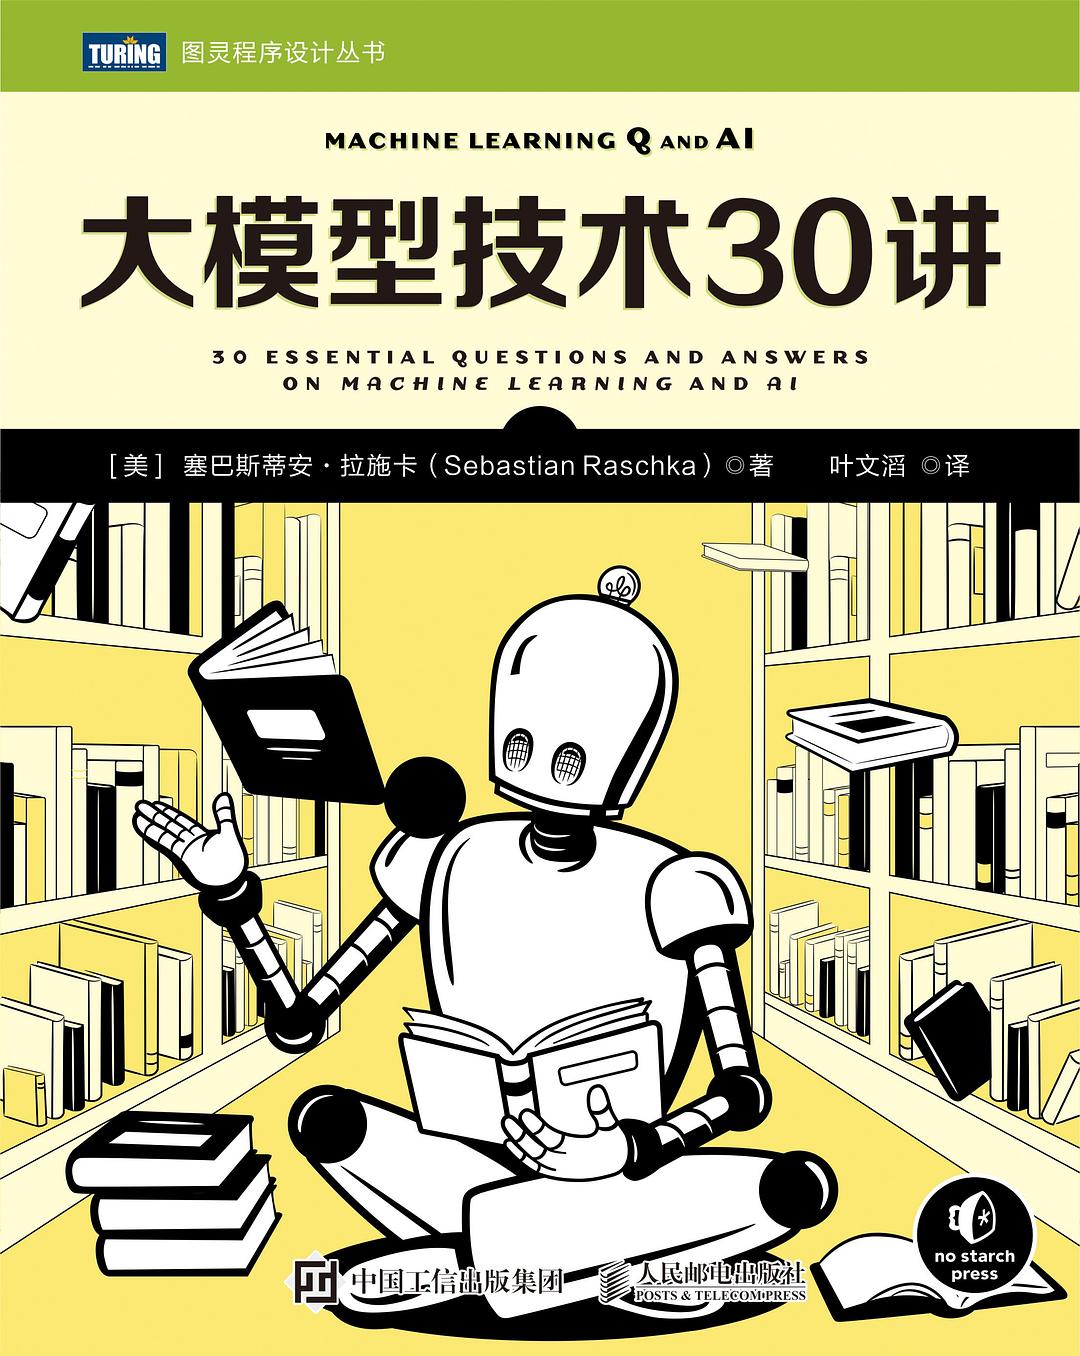 TURING 图灵程序设计丛书
MACHINE LEARNING Q AND AI
大模型技术30讲
30 ESSENTIAL QUESTIONS AND ANSWERS
ON MACHINE LEARNING AND AI
[美] 塞巴斯蒂安·拉施卡（Sebastian Raschka）◎著 叶文滔 ◎译
no starch
press
中国工信出版集团 人民邮电出版社
POSTS & TELECOM PRESS